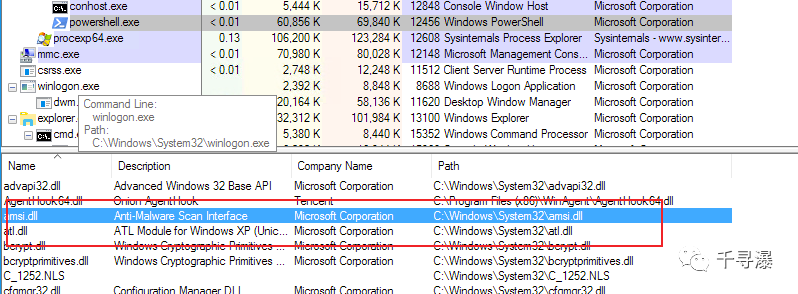 conhost.exe < 0.01 5,444 K 15,712 K 12848 Console Window Host Microsoft Corporation
powershell.exe < 0.01 60,856 K 69,840 K 12456 Windows PowerShell Microsoft Corporation
procexp64.exe 0.13 106,200 K 123,284 K 12608 Sysinternals Process Explorer Sysinternals - www.sysinter...
mmc.exe < 0.01 70,980 K 80,028 K 12148 Microsoft Management Cons... Microsoft Corporation
csrss.exe < 0.01 2,748 K 12,248 K 11512 Client Server Runtime Process Microsoft Corporation
winlogon.exe 2,392 K 8,848 K 8688 Windows Logon Application Microsoft Corporation
dwm. 20,164 K 58,136 K 12420 Desktop Window Manager Microsoft Corporation
explorer. 32,312 K 101,984 K 13100 Windows Explorer Microsoft Corporation
cmd. 5,380 K 8,440 K 15352 Windows Command Processor Microsoft Corporation
Command Line:
winlogon.exe
Path:
C:\Windows\System32\winlogon.exe
Name Description Company Name Path
advapi32.dll Advanced Windows 32 Base API Microsoft Corporation C:\Windows\System32\advapi32.dll
AgentHook64.dll Onion AgentHook Tencent C:\Program Files (x86)\WinAgent\AgentHook64.dll
amsi.dll Anti-Malware Scan Interface Microsoft Corporation C:\Windows\System32\amsi.dll
atl.dll ATL Module for Windows XP (Unic... Microsoft Corporation C:\Windows\System32\atl.dll
bcrypt.dll Windows Cryptographic Primitives ... Microsoft Corporation C:\Windows\System32\bcrypt.dll
bcryptprimitives.dll Windows Cryptographic Primitives ... Microsoft Corporation C:\Windows\System32\bcryptprimitives.dll
C_1252.NLS C:\Windows\System32\C_1252.NLS
cfgmgr32.dll Configuration Manager DLL Microsoft Corporation C:\Windows\System32\cfgmgr32.dll
千寻瀑